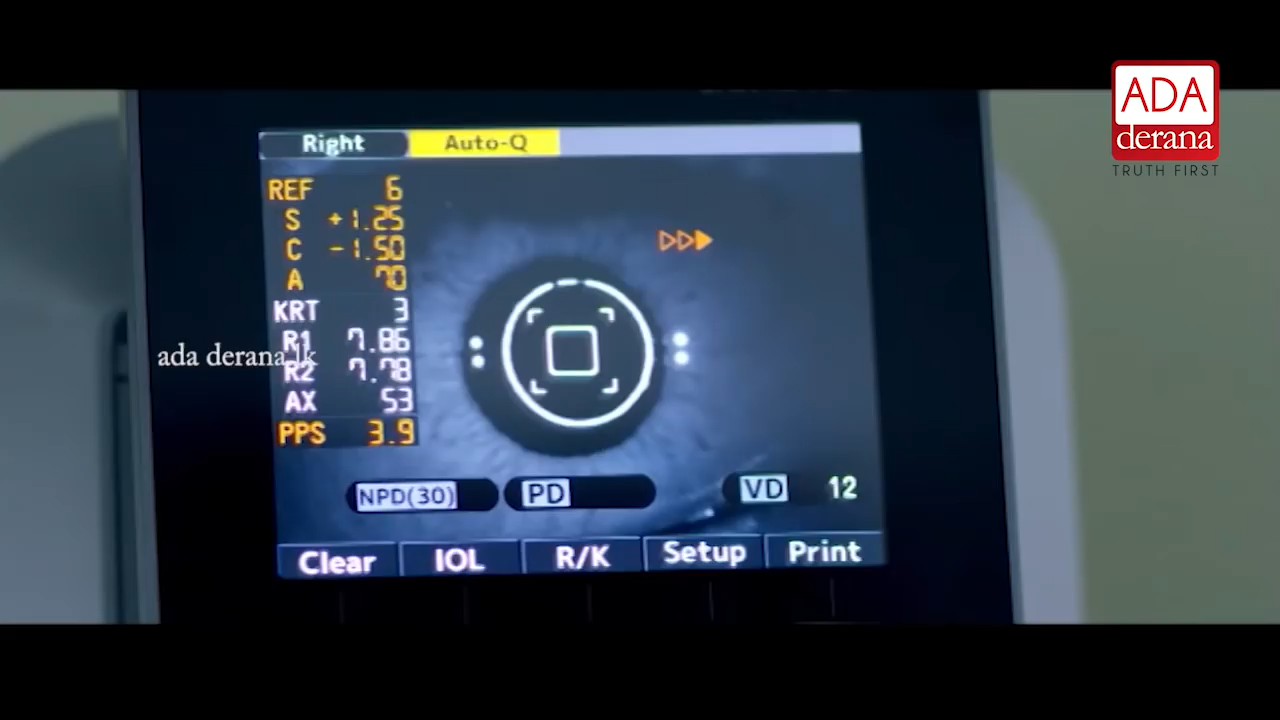 ADA
derana
TRUTH FIRST
Right Auto-Q
REF 6
S +1.25
C -1.50
A 70
KRT 3
R1 7.86
ada derana.lk
R2 7.78
AX 53
PPS 3.9
NPD(30) PD VD 12
Clear IOL R/K Setup Print